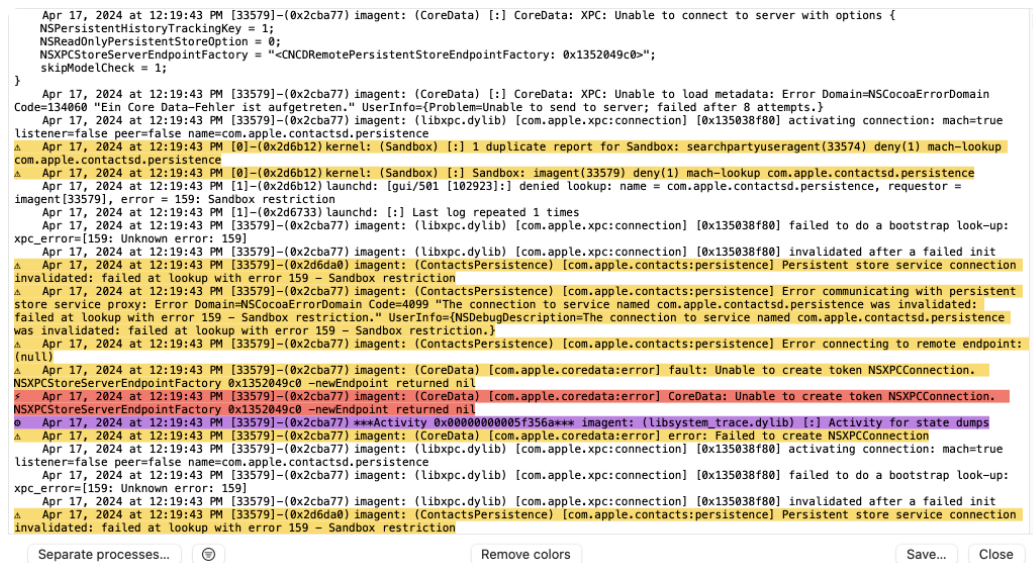 Apr 17, 2024 at 12:19:43 PM [33579]-(0x2cba77) imagent: (CoreData) [:] CoreData: XPC: Unable to connect to server with options {
NSPersistentHistoryTrackingKey = 1;
NSReadOnlyPersistentStoreOption = 0;
NSXPCStoreServerEndpointFactory = "<CNCDRemotePersistentStoreEndpointFactory: 0x1352049c0>";
skipModelCheck = 1;
}
Apr 17, 2024 at 12:19:43 PM [33579]-(0x2cba77) imagent: (CoreData) [:] CoreData: XPC: Unable to load metadata: Error Domain=NSCocoaErrorDomain
Code=134060 "Ein Core Data-Fehler ist aufgetreten." UserInfo={Problem=Unable to send to server; failed after 8 attempts.}
Apr 17, 2024 at 12:19:43 PM [33579]-(0x2cba77) imagent: (libxpc.dylib) [com.apple.xpc:connection] [0x135038f80] activating connection: mach=true
listener=false peer=false name=com.apple.contactsd.persistence
⚠ Apr 17, 2024 at 12:19:43 PM [0]-(0x2d6b12) kernel: (Sandbox) [:] 1 duplicate report for Sandbox: searchpartyuseragent(33574) deny(1) mach-lookup
com.apple.contactsd.persistence
⚠ Apr 17, 2024 at 12:19:43 PM [0]-(0x2d6b12) kernel: (Sandbox) [:] Sandbox: imagent(33579) deny(1) mach-lookup com.apple.contactsd.persistence
Apr 17, 2024 at 12:19:43 PM [1]-(0x2d6b12) launchd: [gui/501 [102923]:] denied lookup: name = com.apple.contactsd.persistence, requestor =
imagent[33579], error = 159: Sandbox restriction
Apr 17, 2024 at 12:19:43 PM [1]-(0x2d6733) launchd: [:] Last log repeated 1 times
Apr 17, 2024 at 12:19:43 PM [33579]-(0x2cba77) imagent: (libxpc.dylib) [com.apple.xpc:connection] [0x135038f80] failed to do a bootstrap look-up:
xpc_error=[159: Unknown error: 159]
Apr 17, 2024 at 12:19:43 PM [33579]-(0x2cba77) imagent: (libxpc.dylib) [com.apple.xpc:connection] [0x135038f80] invalidated after a failed init
⚠ Apr 17, 2024 at 12:19:43 PM [33579]-(0x2d6da0) imagent: (ContactsPersistence) [com.apple.contacts:persistence] Persistent store service connection
invalidated: failed at lookup with error 159 - Sandbox restriction
⚠ Apr 17, 2024 at 12:19:43 PM [33579]-(0x2cba77) imagent: (ContactsPersistence) [com.apple.contacts:persistence] Error communicating with persistent
store service proxy: Error Domain=NSCocoaErrorDomain Code=4099 "The connection to service named com.apple.contactsd.persistence was invalidated:
failed at lookup with error 159 - Sandbox restriction." UserInfo={NSDebugDescription=The connection to service named com.apple.contactsd.persistence
was invalidated: failed at lookup with error 159 - Sandbox restriction.}
⚠ Apr 17, 2024 at 12:19:43 PM [33579]-(0x2cba77) imagent: (ContactsPersistence) [com.apple.contacts:persistence] Error connecting to remote endpoint:
(null)
⚠ Apr 17, 2024 at 12:19:43 PM [33579]-(0x2cba77) imagent: (CoreData) [com.apple.coredata:error] fault: Unable to create token NSXPCConnection.
NSXPCStoreServerEndpointFactory 0x1352049c0 -newEndpoint returned nil
⚡ Apr 17, 2024 at 12:19:43 PM [33579]-(0x2cba77) imagent: (CoreData) [com.apple.coredata:error] CoreData: Unable to create token NSXPCConnection.
NSXPCStoreServerEndpointFactory 0x1352049c0 -newEndpoint returned nil
⚙ Apr 17, 2024 at 12:19:43 PM [33579]-(0x2cba77) ***Activity 0x00000000005f356a*** imagent: (libsystem_trace.dylib) [:] Activity for state dumps
⚠ Apr 17, 2024 at 12:19:43 PM [33579]-(0x2cba77) imagent: (CoreData) [com.apple.coredata:error] error: Failed to create NSXPCConnection
Apr 17, 2024 at 12:19:43 PM [33579]-(0x2cba77) imagent: (libxpc.dylib) [com.apple.xpc:connection] [0x135038f80] activating connection: mach=true
listener=false peer=false name=com.apple.contactsd.persistence
Apr 17, 2024 at 12:19:43 PM [33579]-(0x2cba77) imagent: (libxpc.dylib) [com.apple.xpc:connection] [0x135038f80] failed to do a bootstrap look-up:
xpc_error=[159: Unknown error: 159]
Apr 17, 2024 at 12:19:43 PM [33579]-(0x2cba77) imagent: (libxpc.dylib) [com.apple.xpc:connection] [0x135038f80] invalidated after a failed init
⚠ Apr 17, 2024 at 12:19:43 PM [33579]-(0x2d6da0) imagent: (ContactsPersistence) [com.apple.contacts:persistence] Persistent store service connection
invalidated: failed at lookup with error 159 - Sandbox restriction
Separate processes... Remove colors Save... Close